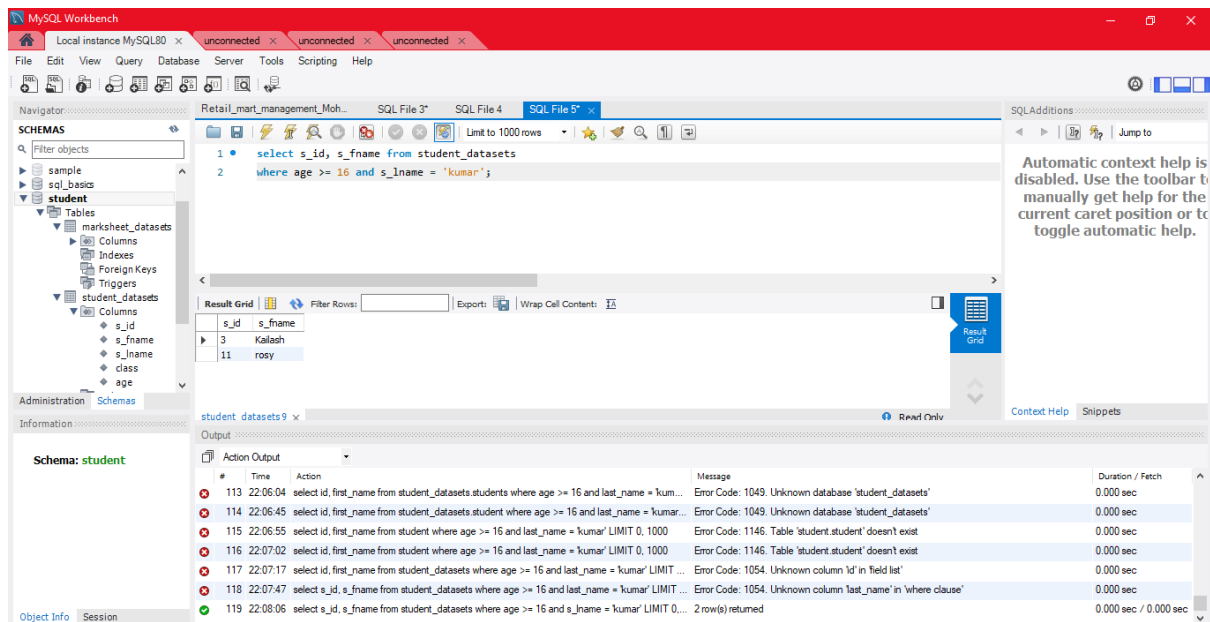 MySQL Workbench
Local instance MySQL80 × unconnected × unconnected × unconnected ×
File Edit View Query Database Server Tools Scripting Help
Navigator
SCHEMAS
Filter objects
sample
sql_basics
student
Tables
marksheet_datasets
Columns
Indexes
Foreign Keys
Triggers
student_datasets
Columns
s_id
s_fname
s_lname
class
age
Administration Schemas
Information
Schema: student
Object Info Session
Retail_mart_management_Moh... SQL File 3* SQL File 4 SQL File 5* ×
Limit to 1000 rows
1 select s_id, s_fname from student_datasets
2 where age >= 16 and s_lname = 'kumar';
Result Grid Filter Rows: Export: Wrap Cell Content:
s_id s_fname
3 Kailash
11 rosy
Result
Grid
student_datasets 9 × Read Only
SQLAdditions
Jump to
Automatic context help is
disabled. Use the toolbar t
manually get help for the
current caret position or to
toggle automatic help.
Context Help Snippets
Output
Action Output
# Time Action Message Duration / Fetch
113 22:06:04 select id, first_name from student_datasets.students where age >= 16 and last_name = 'kum... Error Code: 1049. Unknown database 'student_datasets' 0.000 sec
114 22:06:45 select id, first_name from student_datasets.student where age >= 16 and last_name = 'kumar... Error Code: 1049. Unknown database 'student_datasets' 0.000 sec
115 22:06:55 select id, first_name from student where age >= 16 and last_name = 'kumar' LIMIT 0, 1000 Error Code: 1146. Table 'student.student' doesn't exist 0.000 sec
116 22:07:02 select id, first_name from student where age >= 16 and last_name = 'kumar' LIMIT 0, 1000 Error Code: 1146. Table 'student.student' doesn't exist 0.000 sec
117 22:07:17 select id, first_name from student_datasets where age >= 16 and last_name = 'kumar' LIMIT ... Error Code: 1054. Unknown column 'id' in 'field list' 0.000 sec
118 22:07:47 select s_id, s_fname from student_datasets where age >= 16 and last_name = 'kumar' LIMIT ... Error Code: 1054. Unknown column 'last_name' in 'where clause' 0.000 sec
119 22:08:06 select s_id, s_fname from student_datasets where age >= 16 and s_lname = 'kumar' LIMIT 0,... 2 row(s) returned 0.000 sec / 0.000 sec